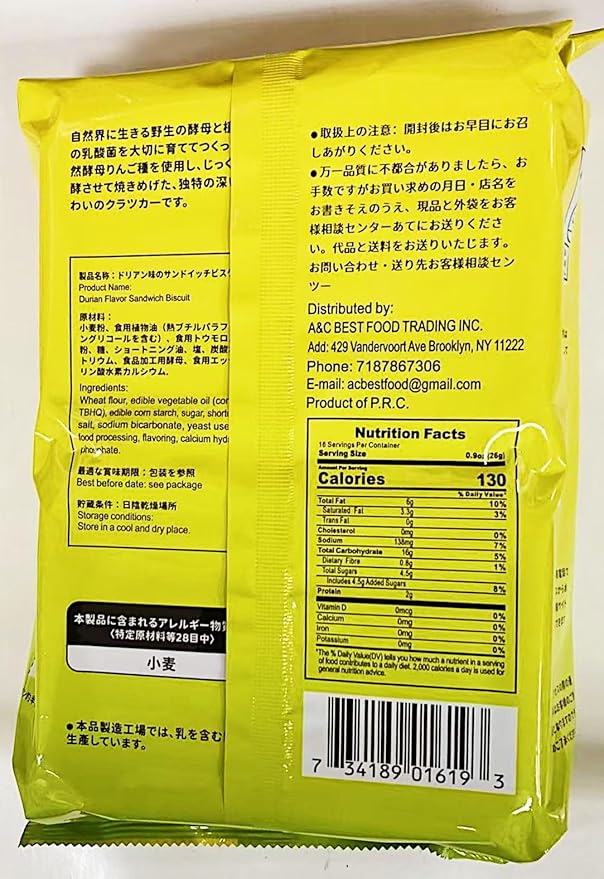 自然界に生きる野生の酵母と植
の乳酸菌を大切に育ててつくっ
然酵母りんご種を使用し、じっく
酵させて焼きめげた、独特の深い
わいのクラツカーです。
製品名：ドリアン味のサンドイッチビスケ
Product Name:
Durian Flavor Sandwich Biscuit
原材料：
小麦粉、食用植物油（熱ブチルパラフ
ングリコールを含む）、食用トウモロ
粉、糖、ショートニング油、塩、炭酸
トリウム、食品加工用酵母、食用エッ
リン酸水素カルシウム。
Ingredients:
Wheat flour, edible vegetable oil (cor
TBHQ), edible corn starch, sugar, short
salt, sodium bicarbonate, yeast use
food processing, flavoring, calcium hyd
phosphate.
最適な賞味期限：包装を参照
Best before date: see package
貯蔵条件：日陰乾燥場所
Storage conditions:
Store in a cool and dry place.
本製品に含まれるアレルギー物質
〈特定原材料等28目中〉
小麦
●本品製造工場では、乳を含む
生産しています。
●取扱上の注意：開封後はお早目にお召
しあがりください。
●万一品質に不都合がありましたら、お
手数ですがお買い求めの月日・店名を
お書きそえのうえ、現品と外袋をお客
様相談センターあてにお送りくださ
い。代品と送料をお送りいたします。
お問い合わせ・送り先お客様相談セン
ツー
Distributed by:
A&C BEST FOOD TRADING INC.
Add: 429 Vandervoort Ave Brooklyn, NY 11222
Phone: 7187867306
E-mail: acbestfood@gmail.com
Product of P.R.C.
Nutrition Facts
16 Servings Per Container
Serving Size 0.9oz (26g)
Amount Per Serving
Calories 130
% Daily Value*
Total Fat 6g 10%
Saturated Fat 3.3g 3%
Trans Fat 0g
Cholesterol 0mg 0%
Sodium 138mg 7%
Total Carbohydrate 16g 5%
Dietary Fibre 0.8g 1%
Total Sugars 4.5g
Includes 4.5g Added Sugars 8%
Protein 2g
Vitamin D 0mcg 0%
Calcium 0mg 0%
Iron 0mg 0%
Potassium 0mg 0%
*The % Daily Value(DV) tells you how much a nutrient in a serving
of food contributes to a daily diet. 2,000 calories a day is used for
general nutrition advice.
7 34189 01619 3